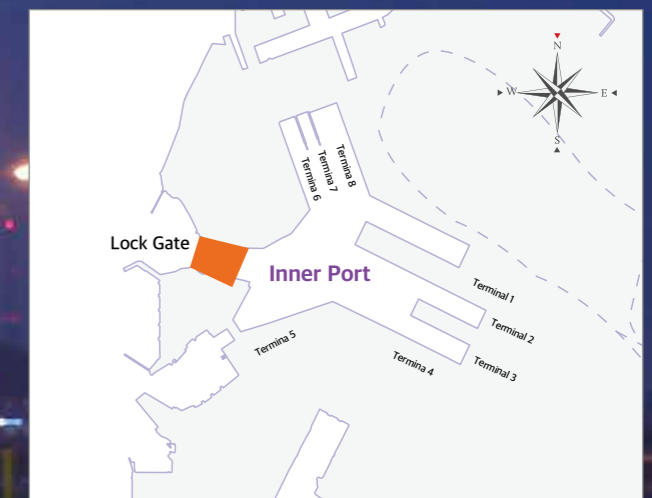 N
W
E
S
Termina 6
Termina 7
Termina 8
Lock Gate
Inner Port
Terminal 1
Terminal 2
Terminal 3
Terminal 4
Termina 5